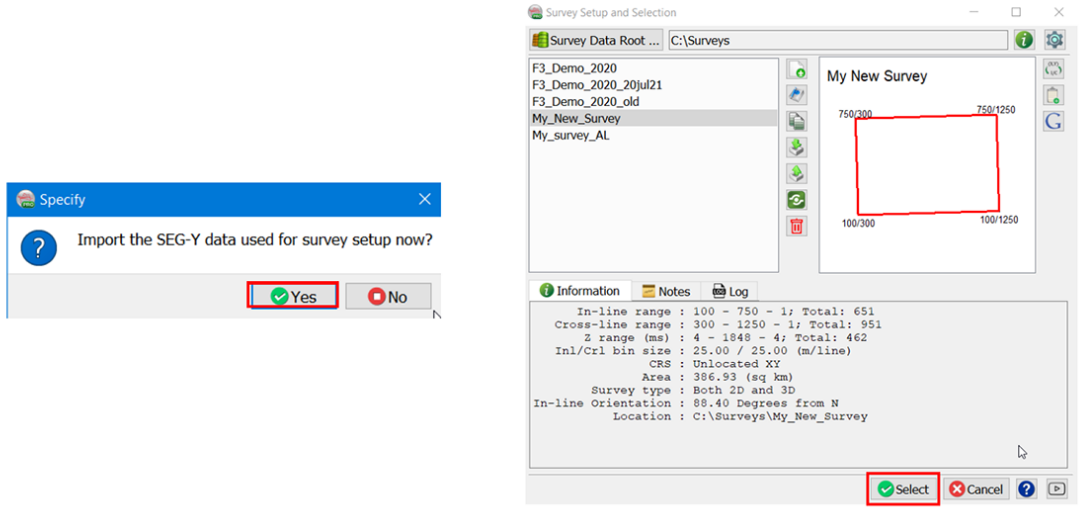 Specify
Import the SEG-Y data used for survey setup now?
Yes
No
Survey Setup and Selection
Survey Data Root ...
C:\Surveys
F3_Demo_2020
F3_Demo_2020_20jul21
F3_Demo_2020_old
My_New_Survey
My_survey_AL
My New Survey
750/300
750/1250
100/300
100/1250
Information
Notes
Log
In-line range : 100 - 750 - 1; Total: 651
Cross-line range : 300 - 1250 - 1; Total: 951
Z range (ms) : 4 - 1848 - 4; Total: 462
Inl/Crl bin size : 25.00 / 25.00 (m/line)
CRS : Unlocated XY
Area : 386.93 (sq km)
Survey type : Both 2D and 3D
In-line Orientation : 88.40 Degrees from N
Location : C:\Surveys\My_New_Survey
Select
Cancel